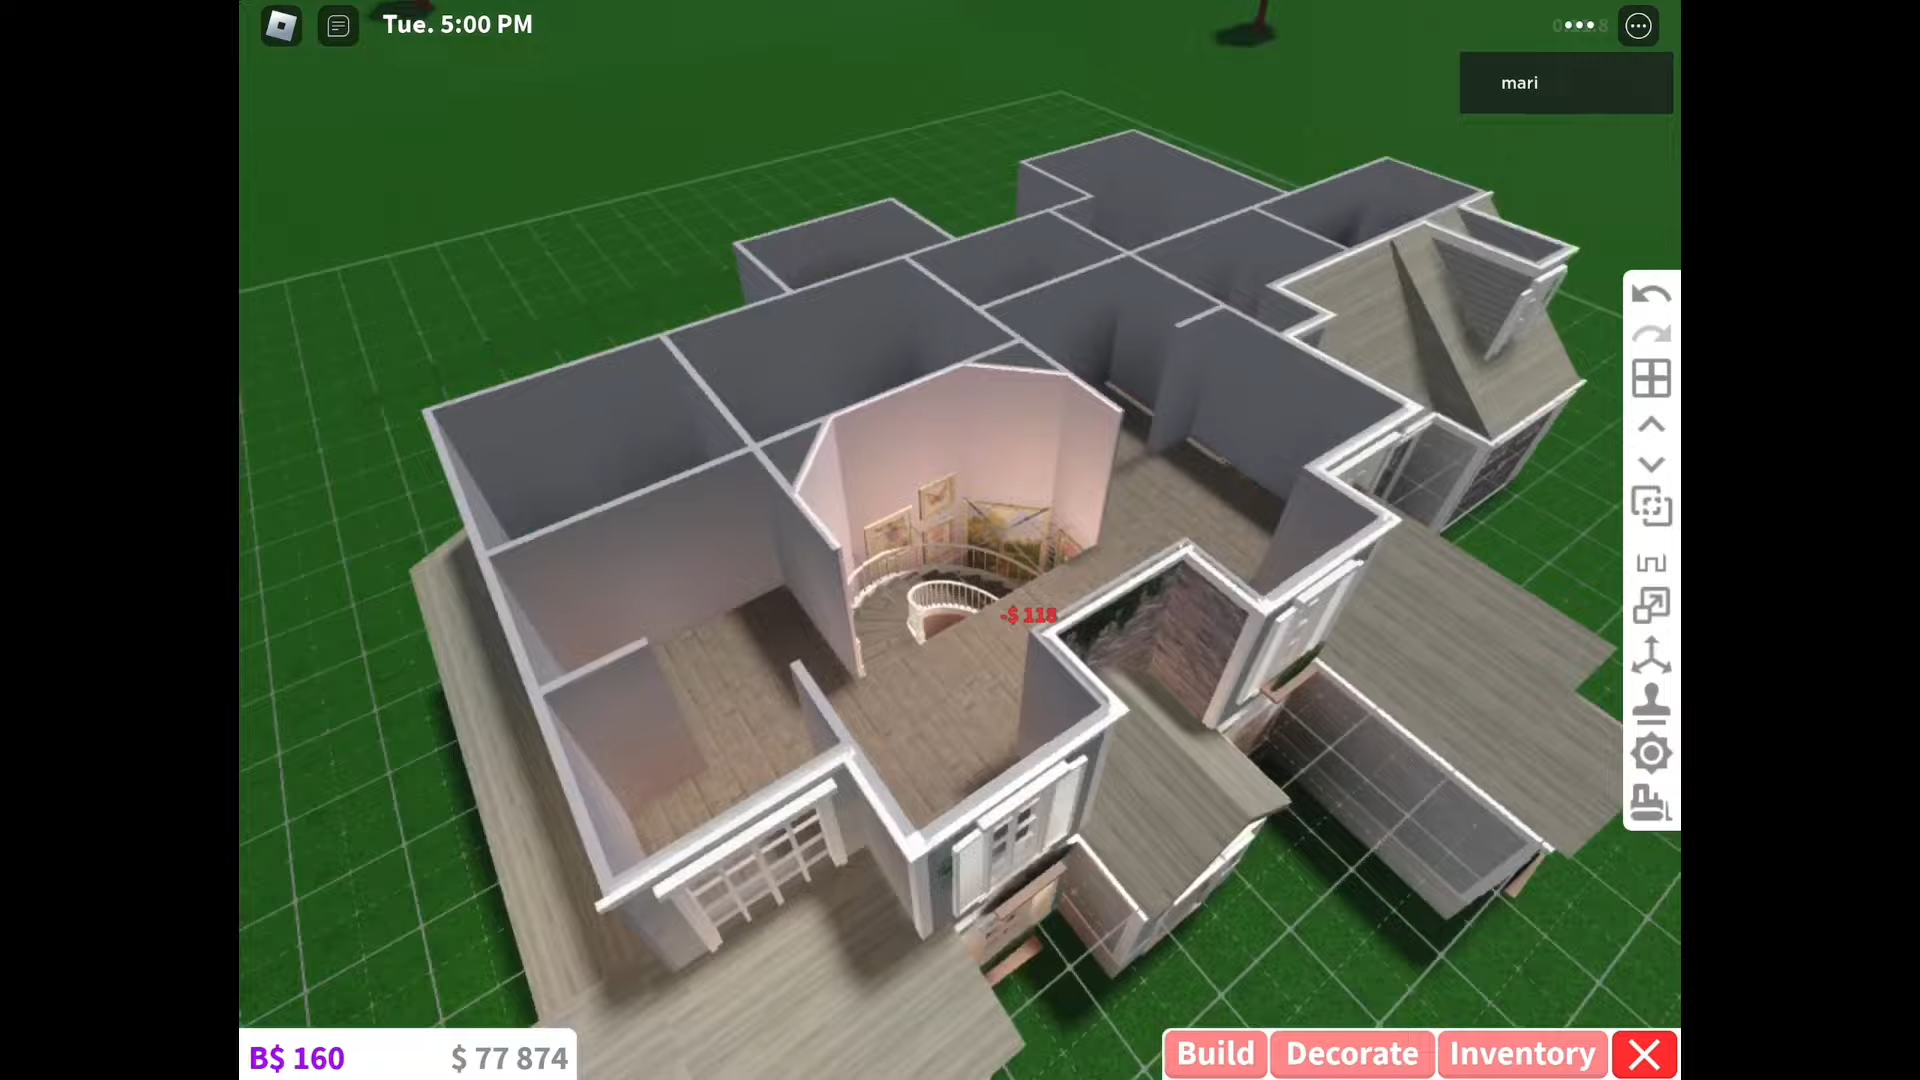 Tue. 5:00 PM
mari
-$ 118
B$ 160
$ 77 874
Build
Decorate
Inventory